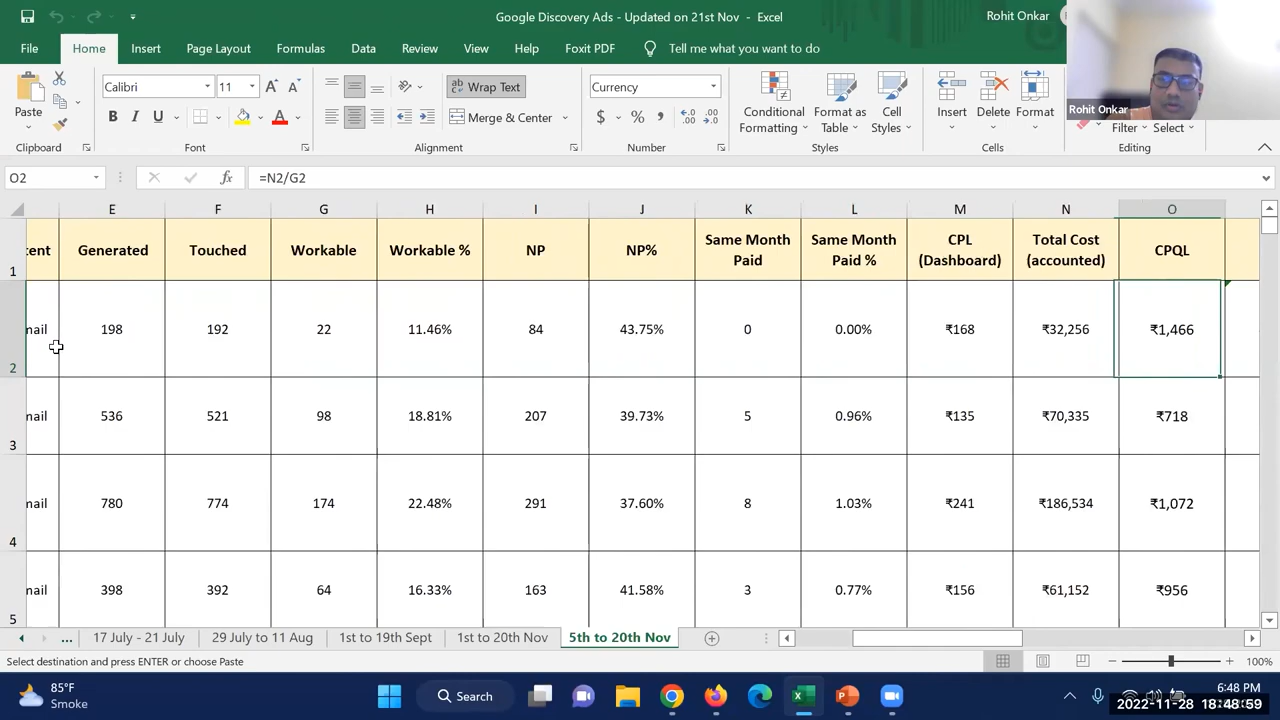 Google Discovery Ads - Updated on 21st Nov - Excel
Rohit Onkar
File Home Insert Page Layout Formulas Data Review View Help Foxit PDF Tell me what you want to do
Rohit Onkar
Paste
Calibri 11
B I U A
ab Wrap Text
Merge & Center
Currency
$ % ,
Conditional Formatting
Format as Table
Cell Styles
Insert Delete Format
Filter Select
Clipboard Font Alignment Number Styles Cells Editing
O2 fx =N2/G2
E F G H I J K L M N O
1 Generated Touched Workable Workable % NP NP% Same Month Paid Same Month Paid % CPL (Dashboard) Total Cost (accounted) CPQL
2 mail 198 192 22 11.46% 84 43.75% 0 0.00% ₹168 ₹32,256 ₹1,466
3 mail 536 521 98 18.81% 207 39.73% 5 0.96% ₹135 ₹70,335 ₹718
4 mail 780 774 174 22.48% 291 37.60% 8 1.03% ₹241 ₹186,534 ₹1,072
5 mail 398 392 64 16.33% 163 41.58% 3 0.77% ₹156 ₹61,152 ₹956
... 17 July - 21 July 29 July to 11 Aug 1st to 19th Sept 1st to 20th Nov 5th to 20th Nov
Select destination and press ENTER or choose Paste 100%
85°F
Smoke
Search
6:48 PM
2022-11-28 18:48:59